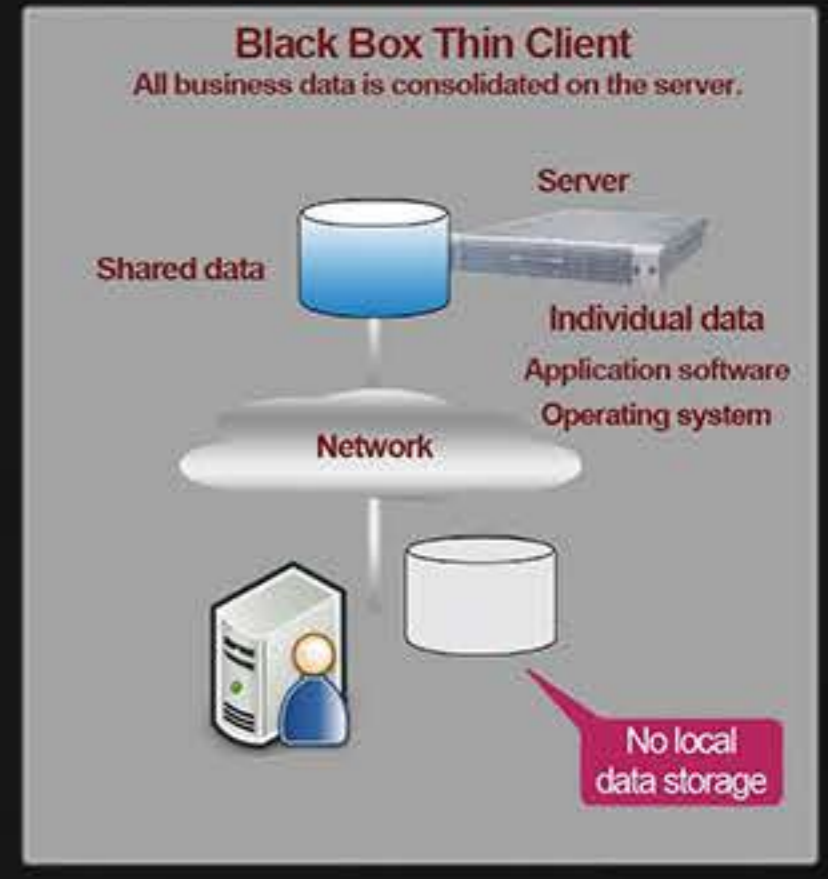 Black Box Thin Client
All business data is consolidated on the server.
Server
Shared data
Individual data
Application software
Operating system
Network
No local
data storage